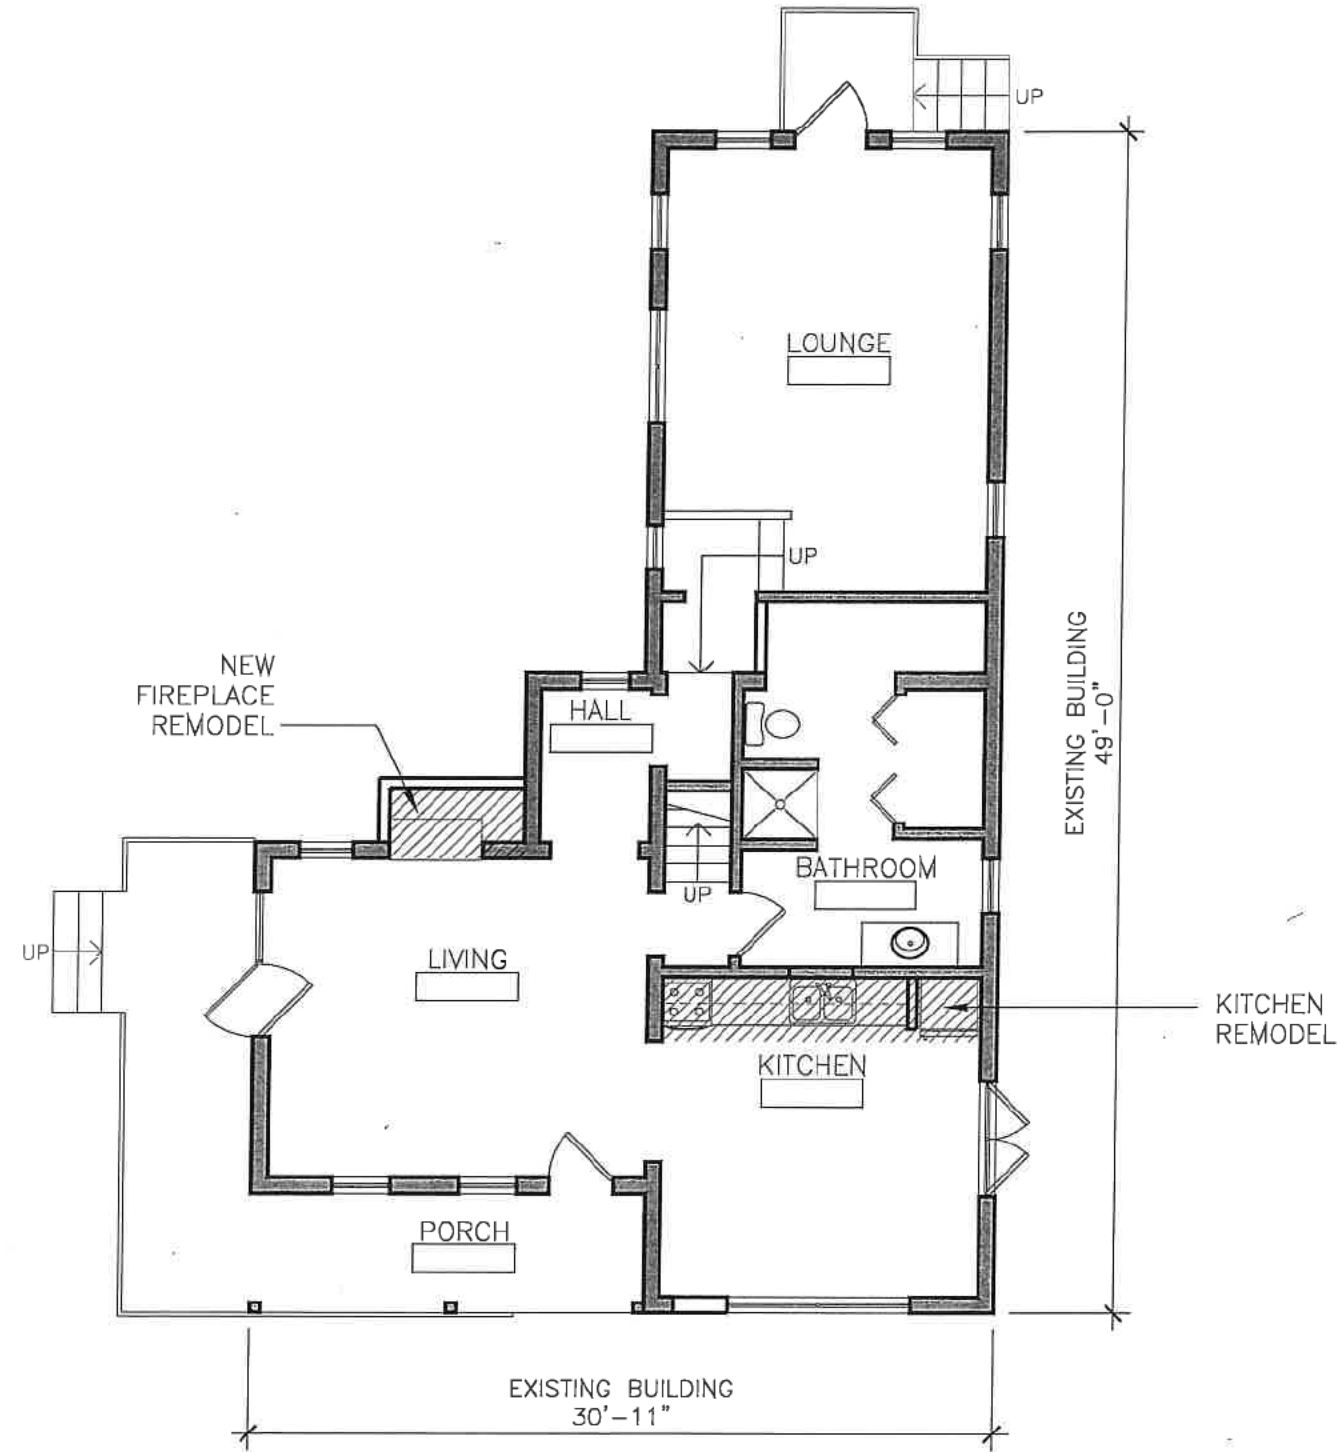 UP
LOUNGE
UP
EXISTING BUILDING
49'-0"
NEW
FIREPLACE
REMODEL
HALL
BATHROOM
UP
UP
LIVING
KITCHEN
REMODEL
KITCHEN
PORCH
EXISTING BUILDING
30'-11"